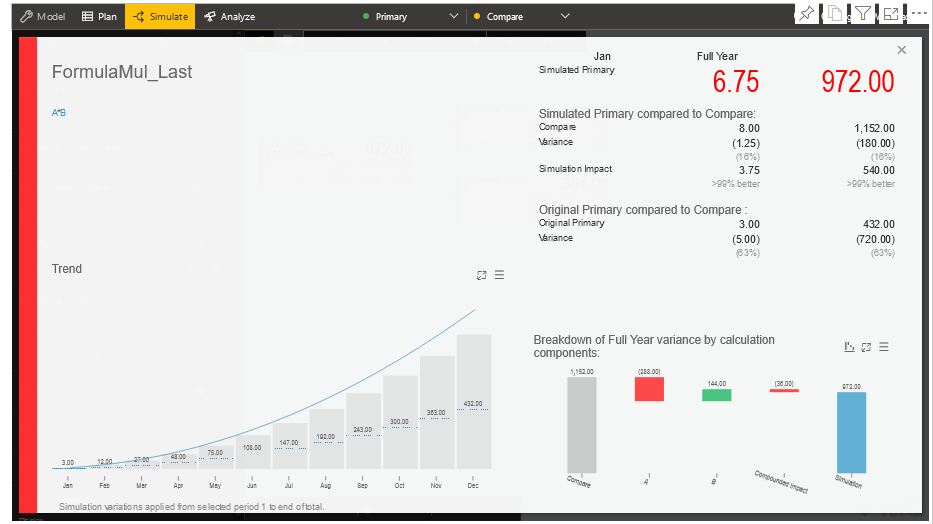 Model Plan Simulate Analyze Primary Compare
FormulaMul_Last
A*B
Jan Full Year
Simulated Primary 6.75 972.00
Simulated Primary compared to Compare:
Compare 8.00 1,152.00
Variance (1.25) (180.00)
(16%) (16%)
Simulation Impact 3.75 540.00
>99% better >99% better
Original Primary compared to Compare :
Original Primary 3.00 432.00
Variance (5.00) (720.00)
(63%) (63%)
Trend
3.00 12.00 27.00 48.00 75.00 108.00 147.00 192.00 243.00 300.00 363.00 432.00
Jan Feb Mar Apr May Jun Jul Aug Sep Oct Nov Dec
Simulation variations applied from selected period 1 to end of total.
Breakdown of Full Year variance by calculation
components:
1,152.00 (288.00) 144.00 (36.00) 972.00
Compare A B Compounded Impact Simulation